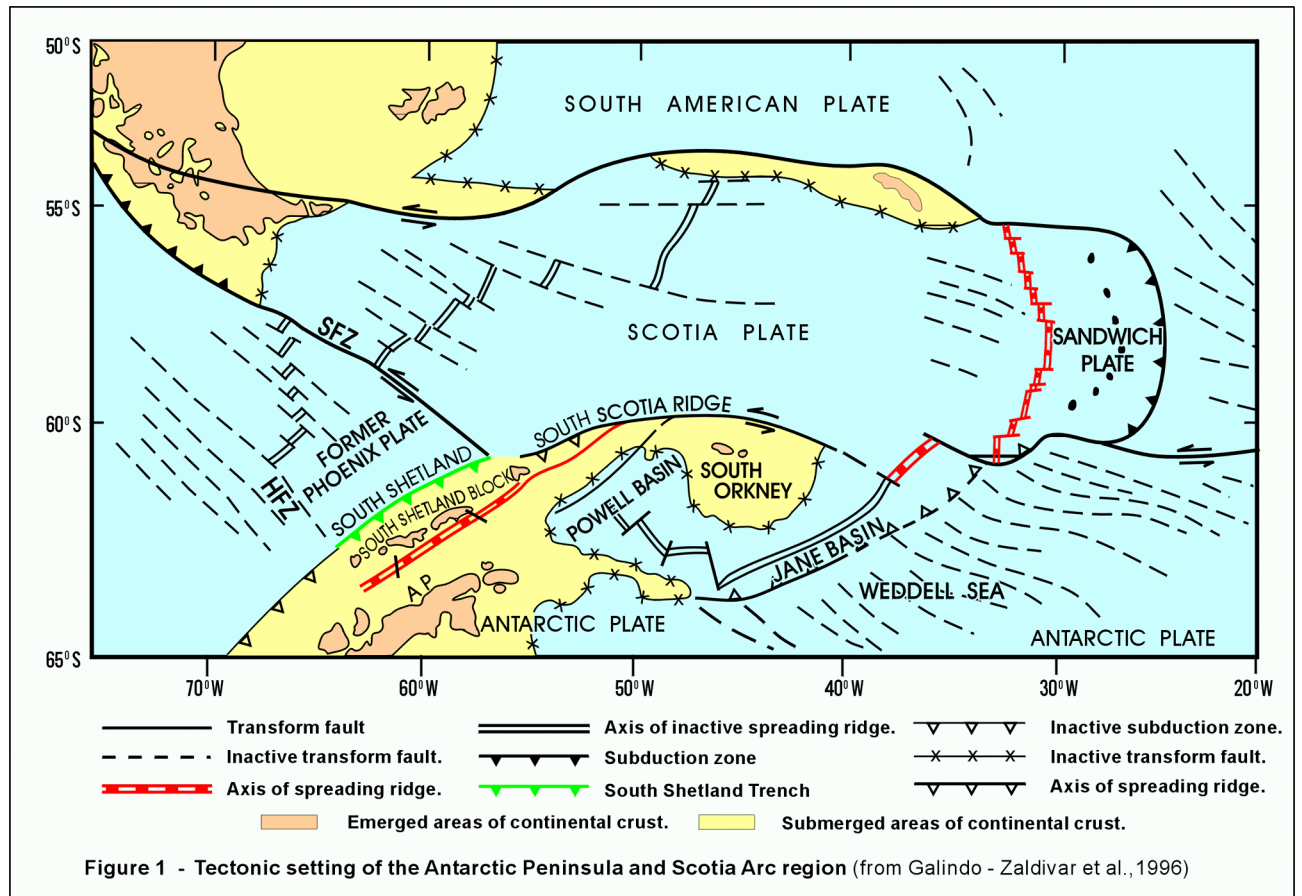 50°S
55°S
60°S
65°S
SOUTH AMERICAN PLATE
SCOTIA PLATE
SANDWICH
PLATE
SFZ
FORMER
PHOENIX PLATE
HFZ
SOUTH SCOTIA RIDGE
SOUTH SHETLAND
SOUTH SHETLAND BLOCK
POWELL BASIN
SOUTH
ORKNEY
JANE BASIN
WEDDELL SEA
AP
ANTARCTIC PLATE
ANTARCTIC PLATE
70°W 60°W 50°W 40°W 30°W 20°W
Transform fault
Inactive transform fault.
Axis of spreading ridge.
Axis of inactive spreading ridge.
Subduction zone
South Shetland Trench
Inactive subduction zone.
Inactive transform fault.
Axis of spreading ridge.
Emerged areas of continental crust.
Submerged areas of continental crust.
Figure 1 - Tectonic setting of the Antarctic Peninsula and Scotia Arc region (from Galindo - Zaldivar et al.,1996)